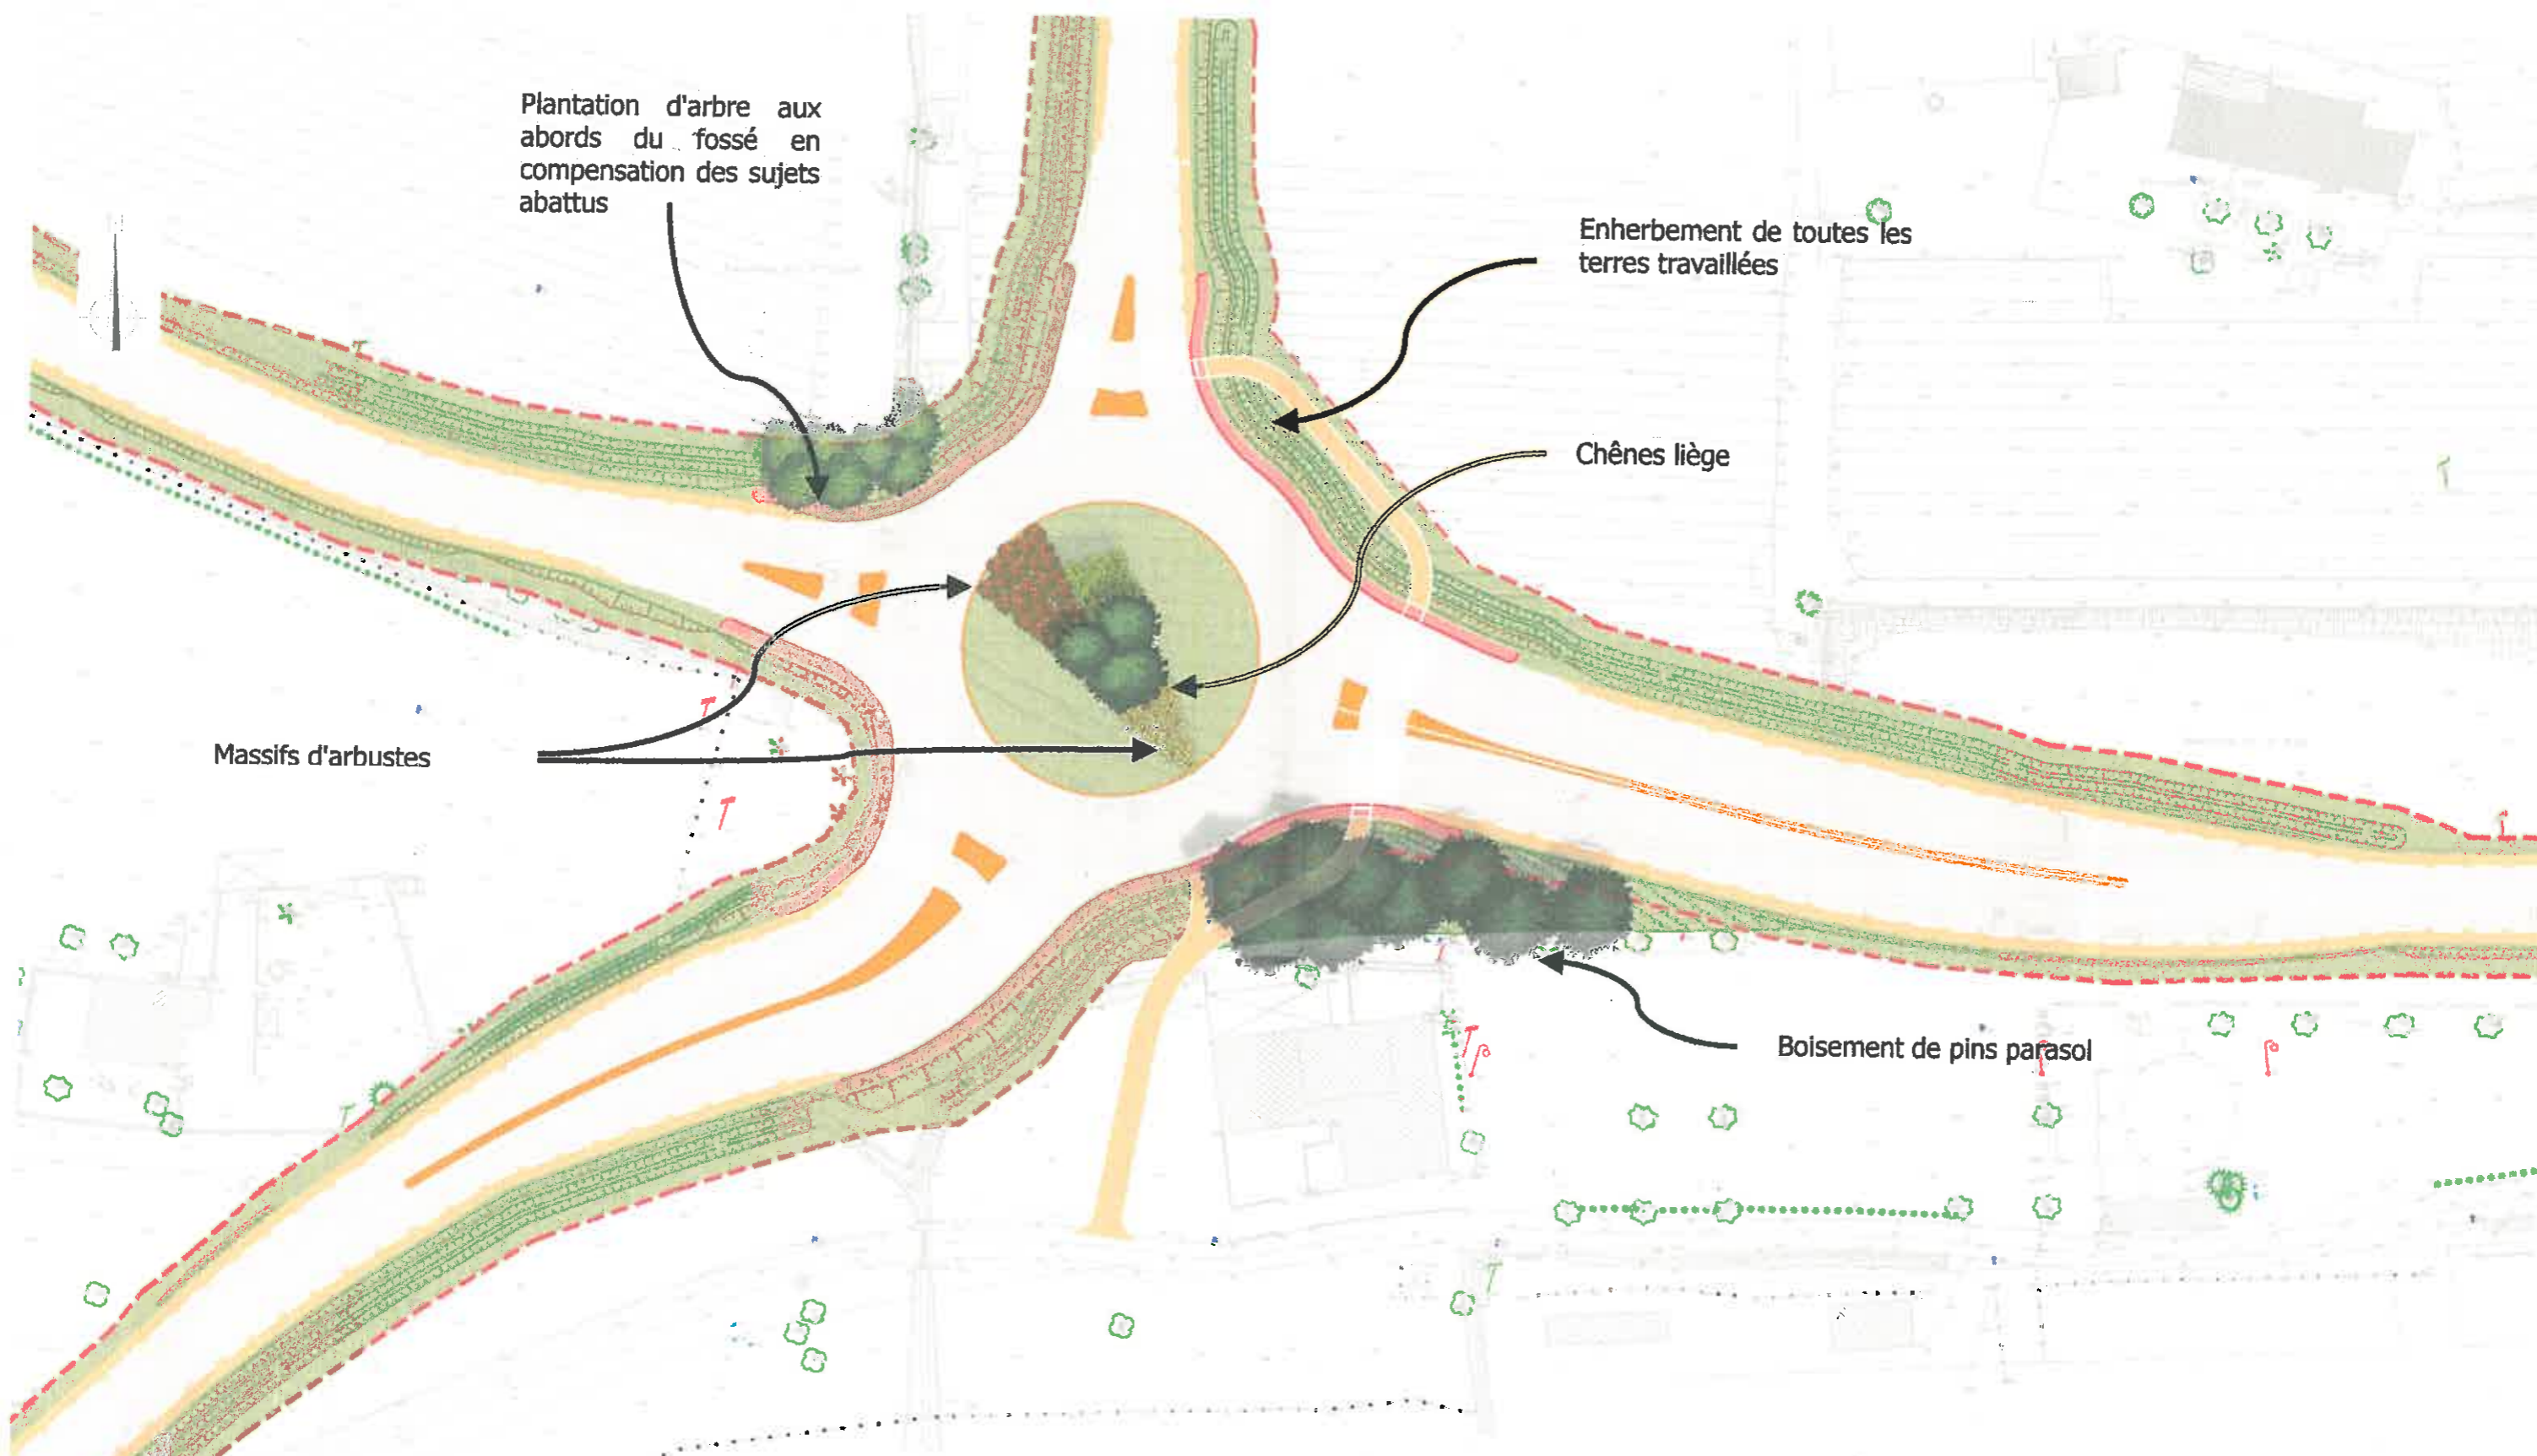 Plantation d'arbre aux
abords du fossé en
compensation des sujets
abattus
Enherbement de toutes les
terres travaillées
Chênes liège
Massifs d'arbustes
Boisement de pins parasol